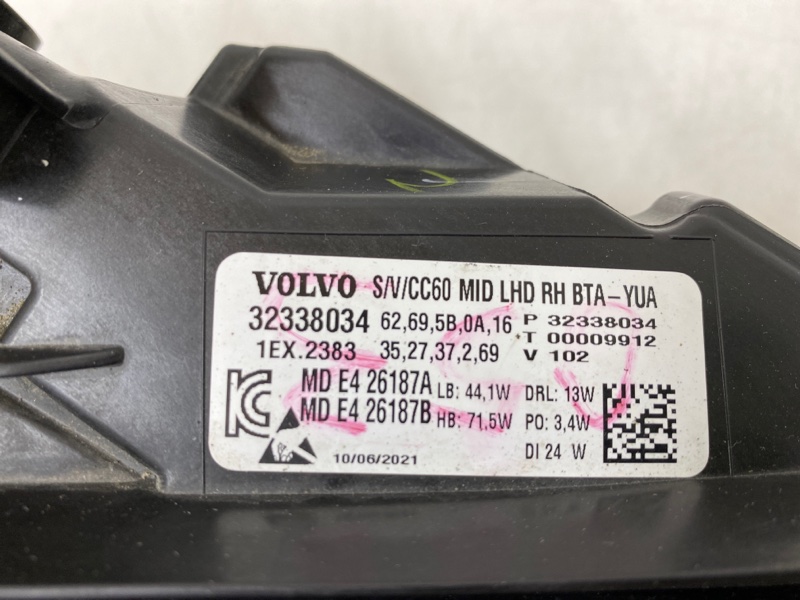 VOLVO S/V/CC60 MID LHD RH BTA-YUA
32338034 62,69,5B,0A,16 P 32338034
T 00009912
1EX.2383 35,27,37,2,69 V 102
MD E4 26187A LB: 44,1W DRL: 13W
MD E4 26187B HB: 71,5W PO: 3,4W
DI 24 W
10/06/2021